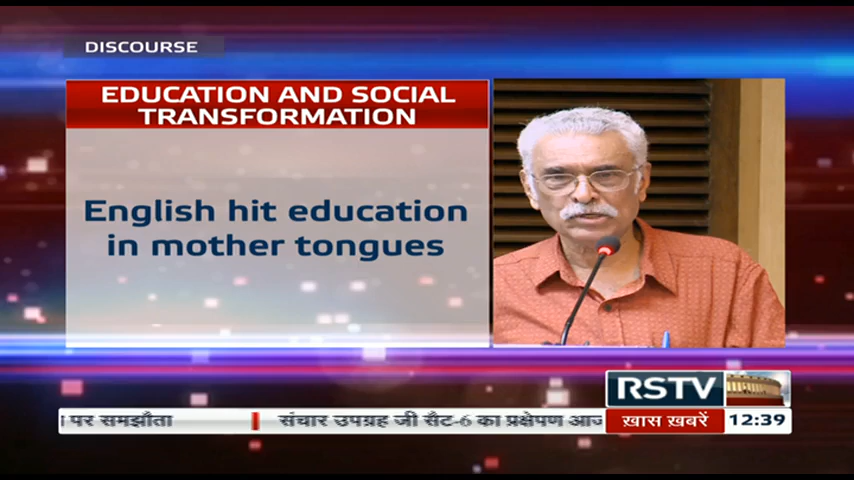 DISCOURSE
EDUCATION AND SOCIAL
TRANSFORMATION
English hit education
in mother tongues
RSTV
पर समझौता
संचार उपग्रह जी सैट-6 का प्रक्षेपण आज
ख़ास ख़बरें
12:39